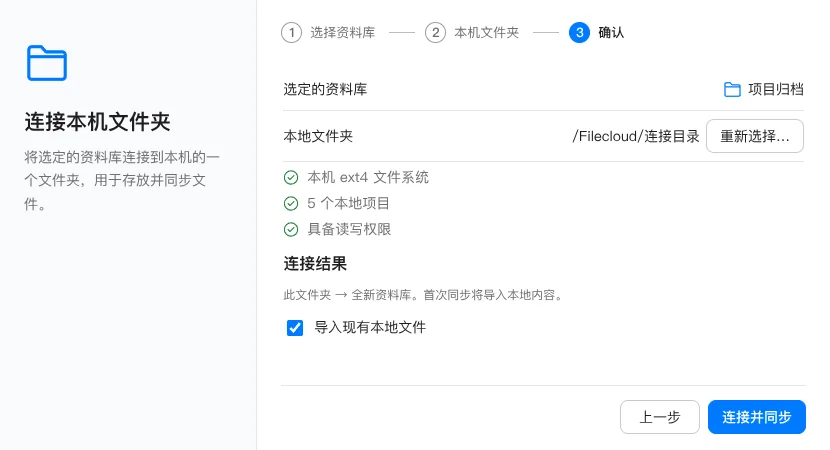 连接本机文件夹
将选定的资料库连接到本机的一
个文件夹，用于存放并同步文
件。
1 选择资料库 2 本机文件夹 3 确认
选定的资料库 项目归档
本地文件夹 /Filecloud/连接目录 重新选择...
本机 ext4 文件系统
5 个本地项目
具备读写权限
连接结果
此文件夹 → 全新资料库。首次同步将导入本地内容。
导入现有本地文件
上一步 连接并同步